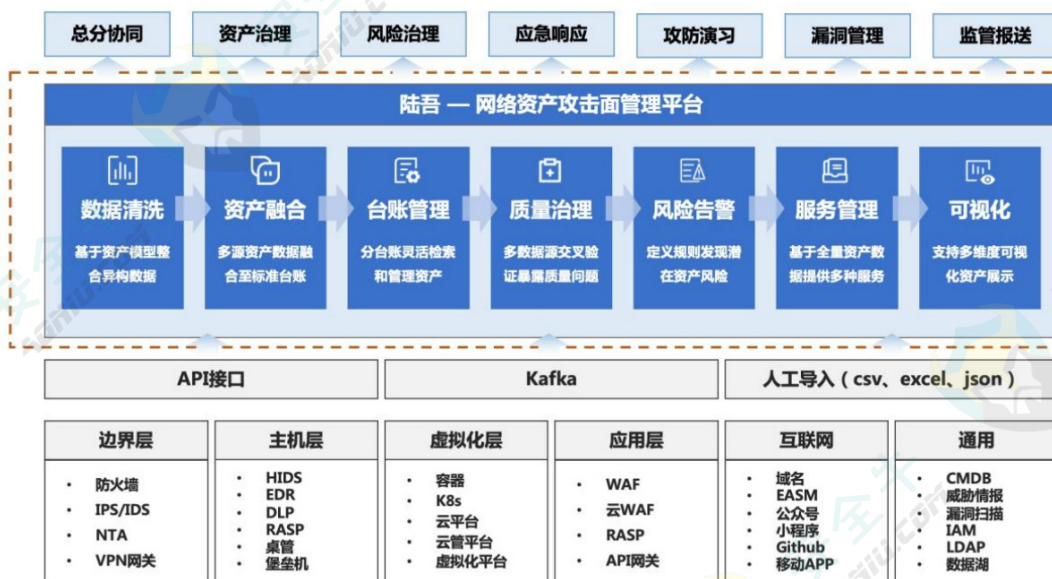 总分协同 资产治理 风险治理 应急响应 攻防演习 漏洞管理 监管报送
陆吾 — 网络资产攻击面管理平台
数据清洗 资产融合 台账管理 质量治理 风险告警 服务管理 可视化
基于资产模型整 多源资产数据融 分台账灵活检索 多数据源交叉验 定义规则发现潜 基于全量资产数 支持多维度可视
合异构数据 合至标准台账 和管理资产 证暴露质量问题 在资产风险 据提供多种服务 化资产展示
API接口 Kafka 人工导入（csv、excel、json）
边界层 主机层 虚拟化层 应用层 互联网 通用
• 防火墙
• IPS/IDS
• NTA
• VPN网关
• HIDS
• EDR
• DLP
• RASP
• 桌管
• 堡垒机
• 容器
• K8s
• 云平台
• 云管平台
• 虚拟化平台
• WAF
• 云WAF
• RASP
• API网关
• 域名
• EASM
• 公众号
• 小程序
• Github
• 移动APP
• CMDB
• 威胁情报
• 漏洞扫描
• IAM
• LDAP
• 数据湖